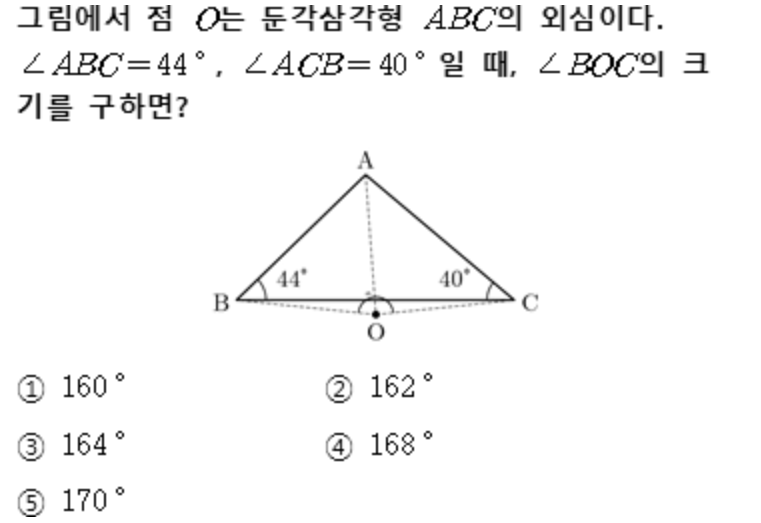 그림에서 점 O는 둔각삼각형 ABC의 외심이다.
∠ABC=44°, ∠ACB=40°일 때, ∠BOC의 크
기를 구하면?
A
44°
40°
B
C
O
① 160°
② 162°
③ 164°
④ 168°
⑤ 170°